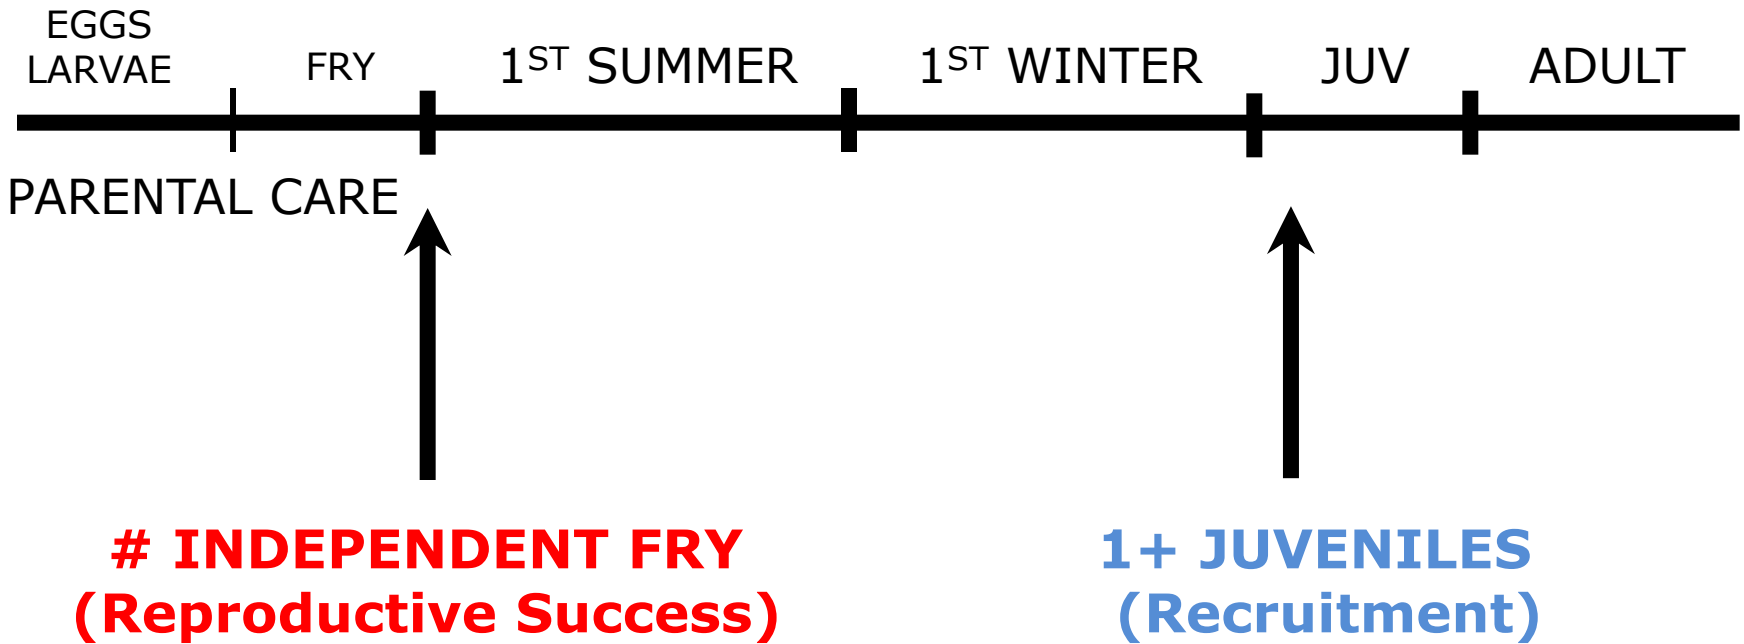 EGGS
LARVAE
FRY
1ST SUMMER
1ST WINTER
JUV
ADULT
PARENTAL CARE
# INDEPENDENT FRY
(Reproductive Success)
1+ JUVENILES
(Recruitment)